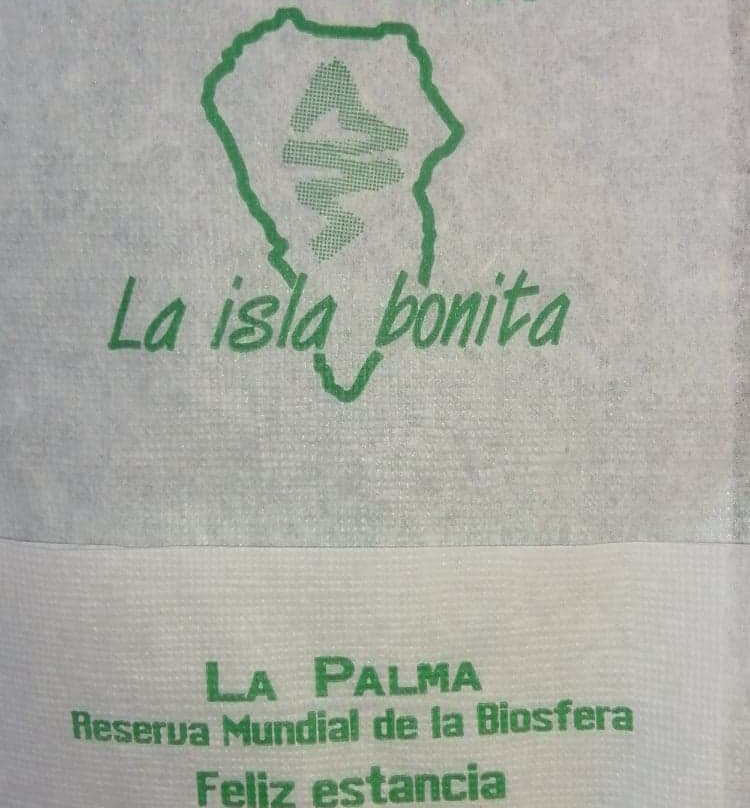 La isla bonita
LA PALMA
Reserva Mundial de la Biosfera
Feliz estancia